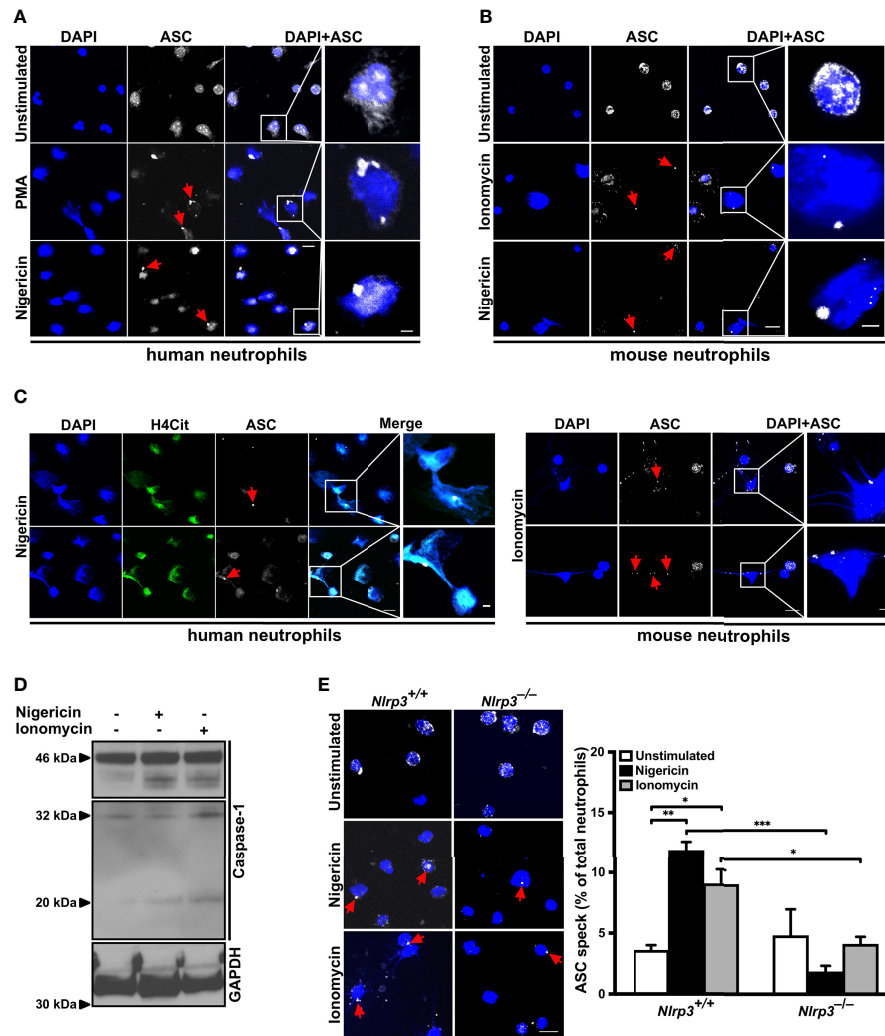 A
DAPI ASC DAPI+ASC
Unstimulated
PMA
Nigericin
human neutrophils
B
DAPI ASC DAPI+ASC
Unstimulated
Ionomycin
Nigericin
mouse neutrophils
C
DAPI H4Cit ASC Merge
Nigericin
human neutrophils
DAPI ASC DAPI+ASC
Ionomycin
mouse neutrophils
D
Nigericin - + -
Ionomycin - - +
46 kDa
32 kDa
20 kDa
Caspase-1
GAPDH
30 kDa
E
Nlrp3+/+ Nlrp3–/–
Unstimulated
Nigericin
Ionomycin
ASC speck (% of total neutrophils)
20
15
10
5
0
Unstimulated
Nigericin
Ionomycin
*
**
***
*
Nlrp3+/+ Nlrp3–/–